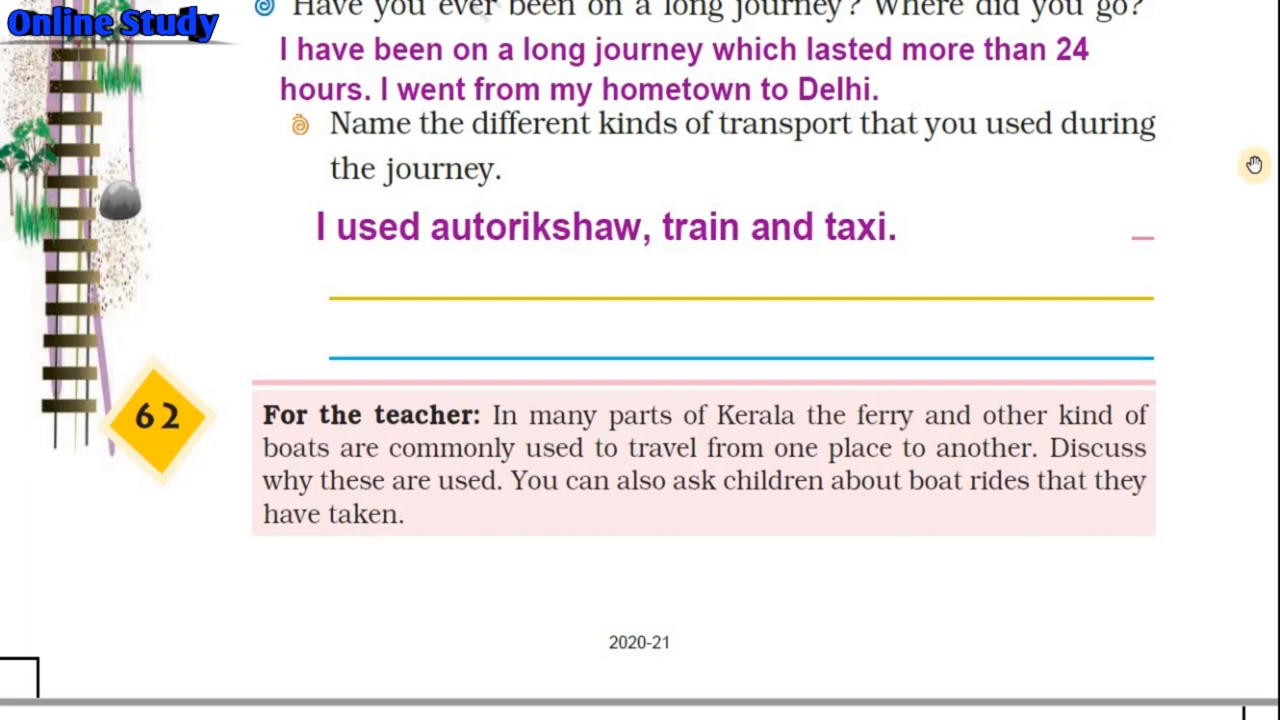 Online Study
Have you ever been on a long journey? Where did you go?
I have been on a long journey which lasted more than 24
hours. I went from my hometown to Delhi.
Name the different kinds of transport that you used during
the journey.
I used autorikshaw, train and taxi.
62
For the teacher: In many parts of Kerala the ferry and other kind of
boats are commonly used to travel from one place to another. Discuss
why these are used. You can also ask children about boat rides that they
have taken.
2020-21